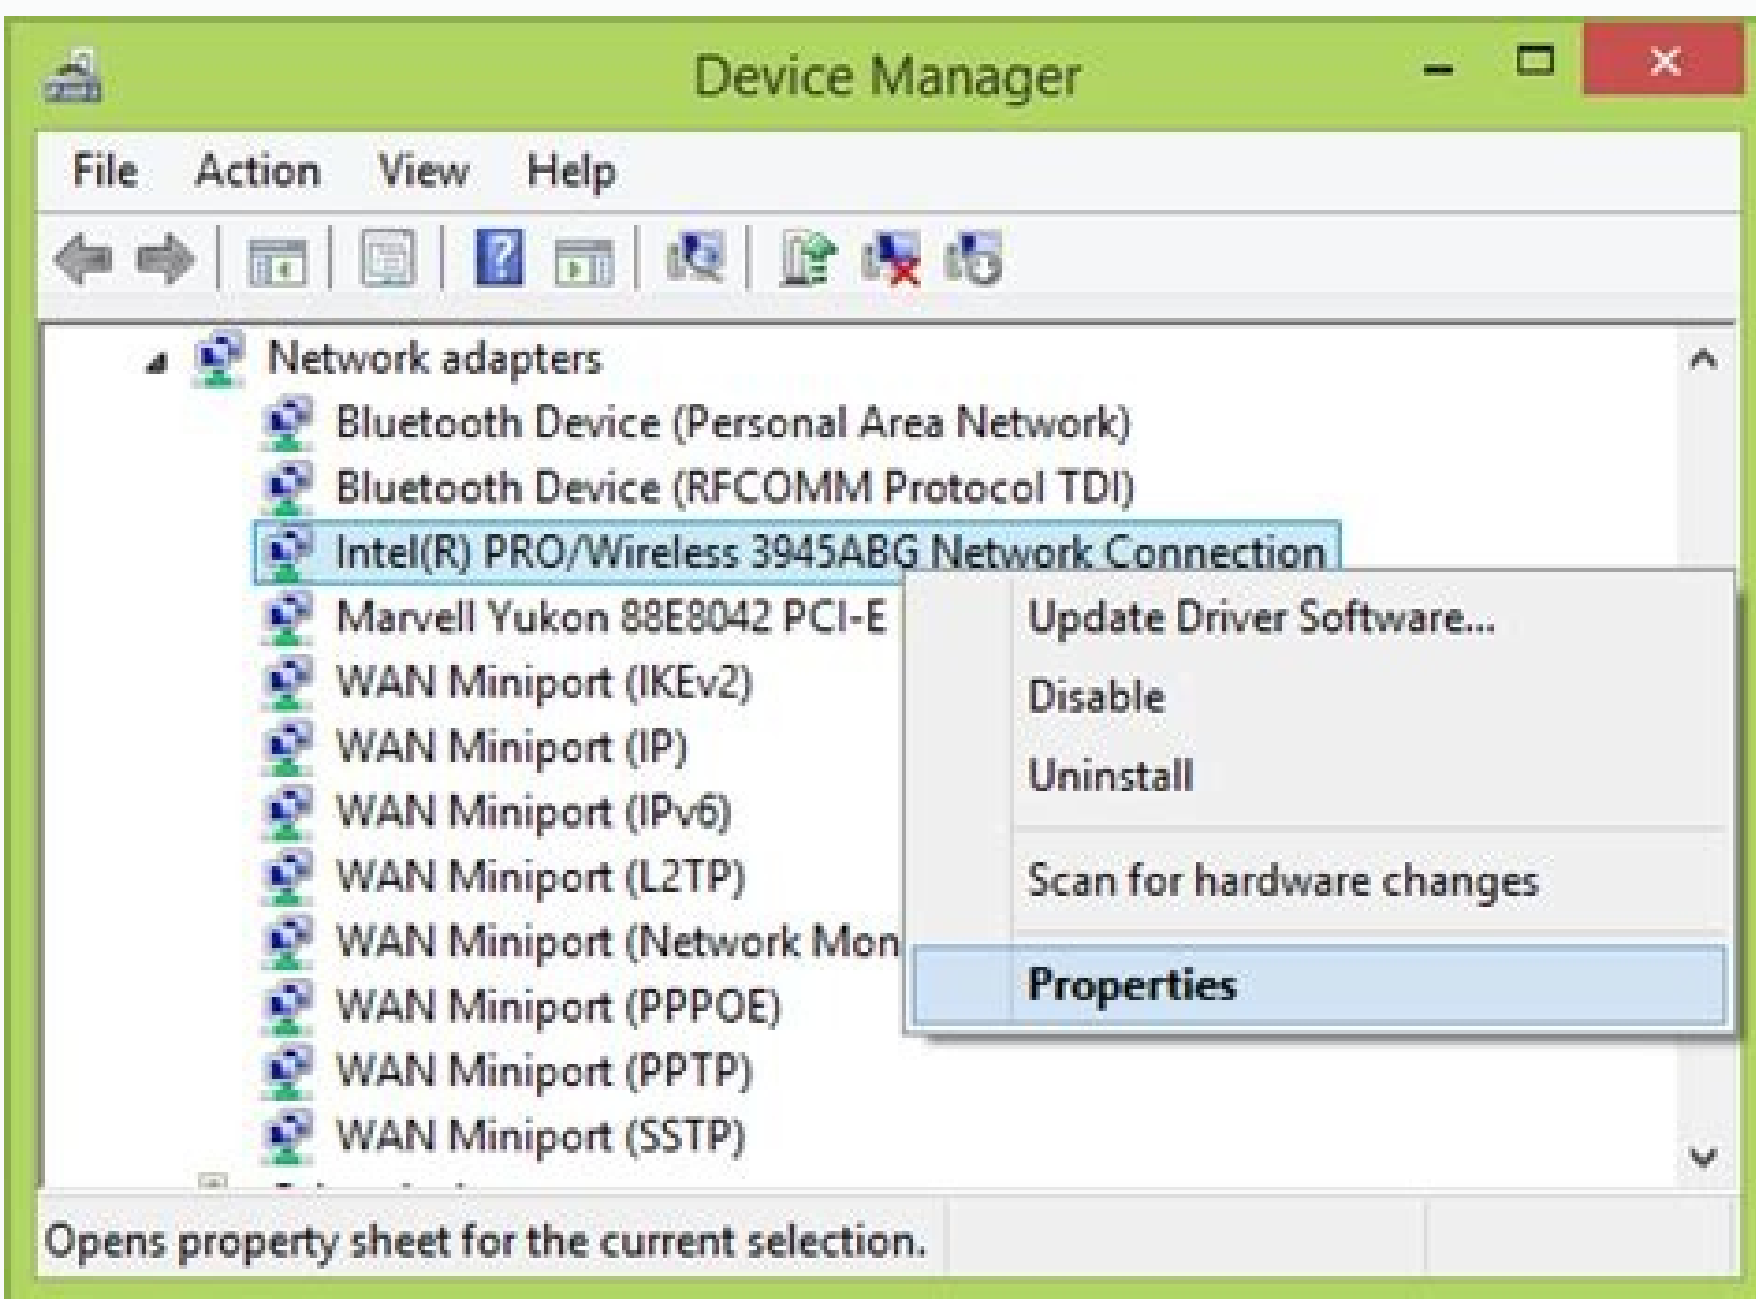 Device Manager
File Action View Help
Network adapters
Bluetooth Device (Personal Area Network)
Bluetooth Device (RFCOMM Protocol TDI)
Intel(R) PRO/Wireless 3945ABG Network Connection
Marvell Yukon 88E8042 PCI-E
WAN Miniport (IKEv2)
WAN Miniport (IP)
WAN Miniport (IPv6)
WAN Miniport (L2TP)
WAN Miniport (Network Mon
WAN Miniport (PPPOE)
WAN Miniport (PPTP)
WAN Miniport (SSTP)
Update Driver Software...
Disable
Uninstall
Scan for hardware changes
Properties
Opens property sheet for the current selection.